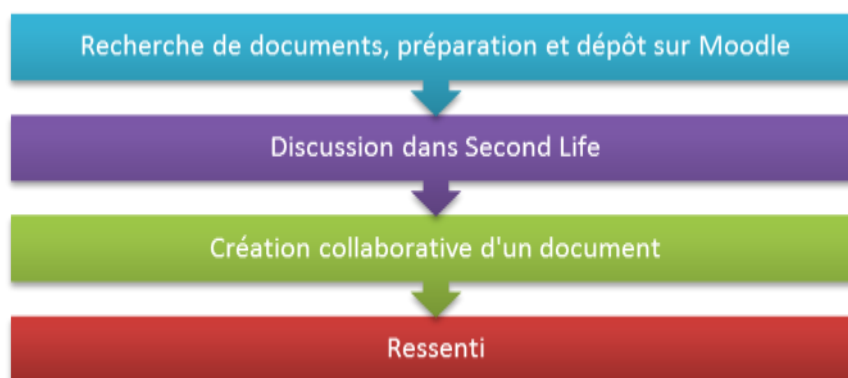 Recherche de documents, préparation et dépôt sur Moodle
Discussion dans Second Life
Création collaborative d'un document
Ressenti